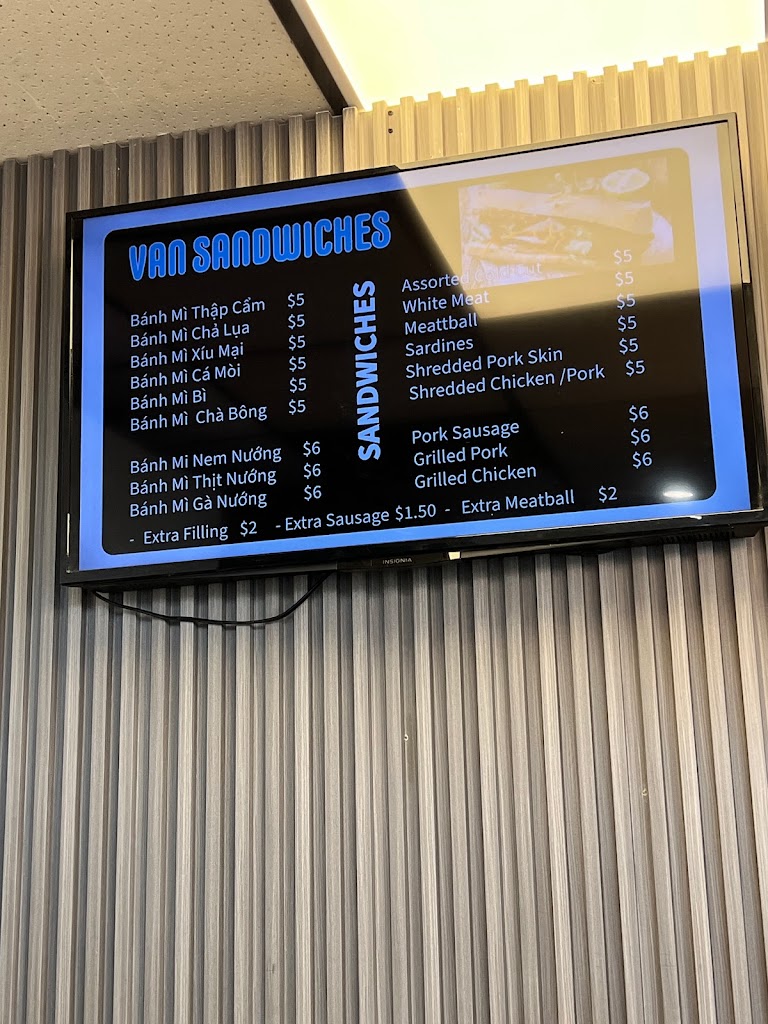 VAN SANDWICHES
Bánh Mì Thập Cẩm $5
Bánh Mì Chả Lụa $5
Bánh Mì Xíu Mại $5
Bánh Mì Cá Mòi $5
Bánh Mì Bì $5
Bánh Mì Chà Bông $5
Bánh Mi Nem Nướng $6
Bánh Mì Thịt Nướng $6
Bánh Mì Gà Nướng $6
SANDWICHES
Assorted $5
White Meat $5
Meattball $5
Sardines $5
Shredded Pork Skin $5
Shredded Chicken /Pork $5
Pork Sausage $6
Grilled Pork $6
Grilled Chicken $6
- Extra Filling $2 - Extra Sausage $1.50 - Extra Meatball $2
INSIGNIA